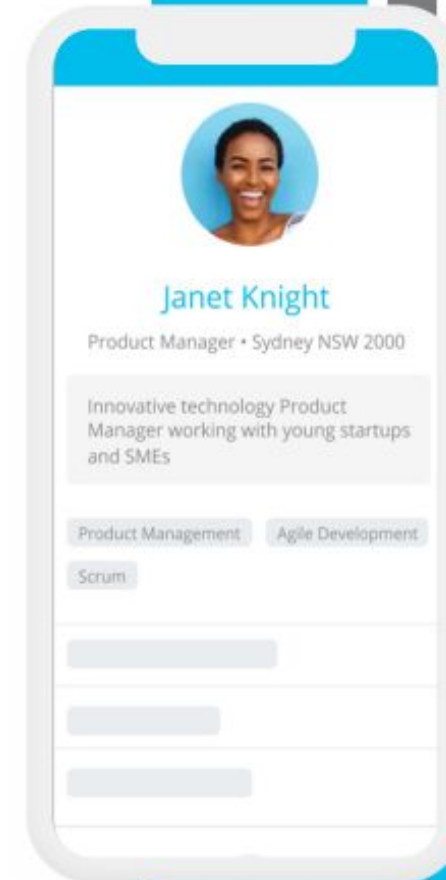 Janet Knight
Product Manager • Sydney NSW 2000
Innovative technology Product
Manager working with young startups
and SMEs
Product Management Agile Development
Scrum